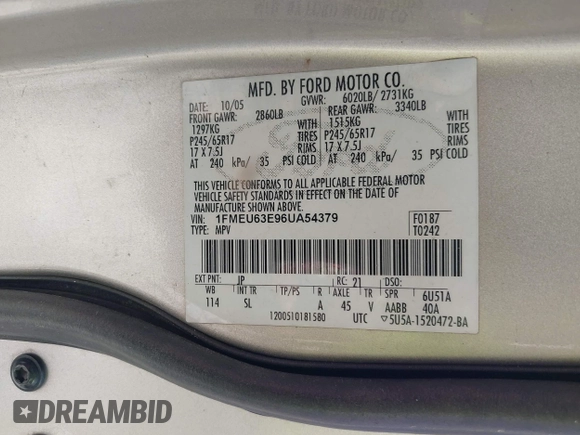 MFD. BY FORD MOTOR CO.
DATE: 10/05 GVWR: 6020LB/ 2731KG
FRONT GAWR: 2860LB REAR GAWR: 3340LB
1297KG WITH 1515KG WITH
P245/65R17 TIRES P245/65R17 TIRES
17 X 7.5J RIMS 17 X 7.5J RIMS
AT 240 kPa/ 35 PSI COLD AT 240 kPa/ 35 PSI COLD
THIS VEHICLE CONFORMS TO ALL APPLICABLE FEDERAL MOTOR
VEHICLE SAFETY STANDARDS IN EFFECT ON THE DATE OF
MANUFACTURE SHOWN ABOVE.
VIN: 1FMEU63E96UA54379 F0187
TYPE: MPV T0242
EXT PNT: JP RC: 21 DSO:
WB INT TR TP/PS R AXLE TR SPR 6U51A
114 SL A 45 V AABB 40A
1200510181580 UTC 5U5A-1520472-BA
Ford
DREAMBID